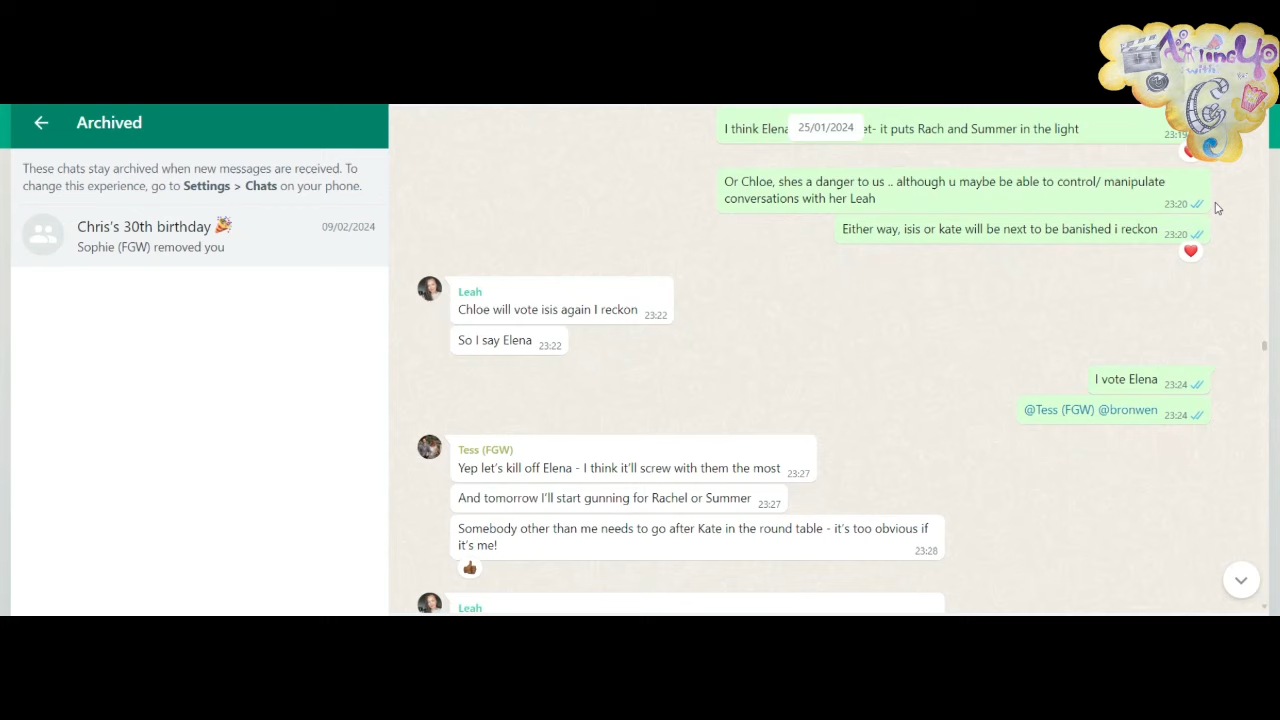 Archived
These chats stay archived when new messages are received. To
change this experience, go to Settings > Chats on your phone.
Chris's 30th birthday 🎉
09/02/2024
Sophie (FGW) removed you
I think Elena
25/01/2024
et- it puts Rach and Summer in the light
23:19
Or Chloe, shes a danger to us .. although u maybe be able to control/ manipulate
conversations with her Leah
23:20
Either way, isis or kate will be next to be banished i reckon
23:20
Leah
Chloe will vote isis again I reckon
23:22
So I say Elena
23:22
I vote Elena
23:24
@Tess (FGW) @bronwen
23:24
Tess (FGW)
Yep let's kill off Elena - I think it'll screw with them the most
23:27
And tomorrow I'll start gunning for Rachel or Summer
23:27
Somebody other than me needs to go after Kate in the round table - it's too obvious if
it's me!
23:28
Leah